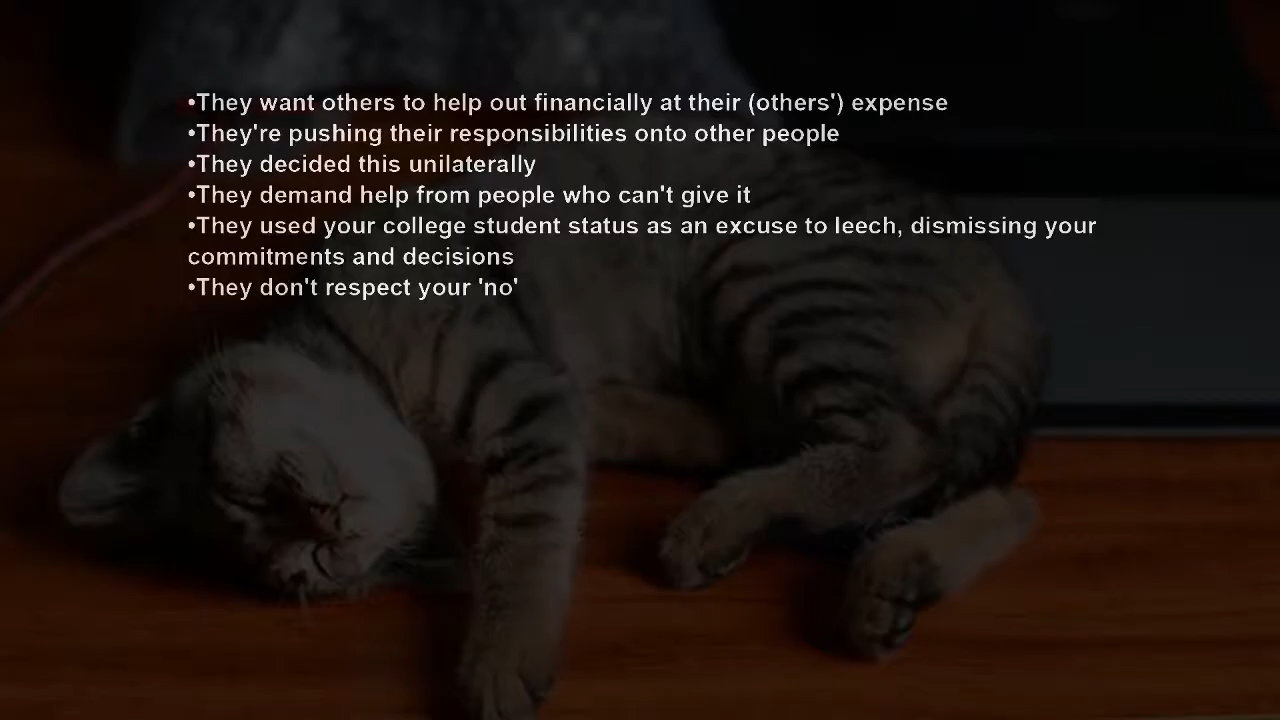 •They want others to help out financially at their (others') expense
•They're pushing their responsibilities onto other people
•They decided this unilaterally
•They demand help from people who can't give it
•They used your college student status as an excuse to leech, dismissing your
commitments and decisions
•They don't respect your 'no'